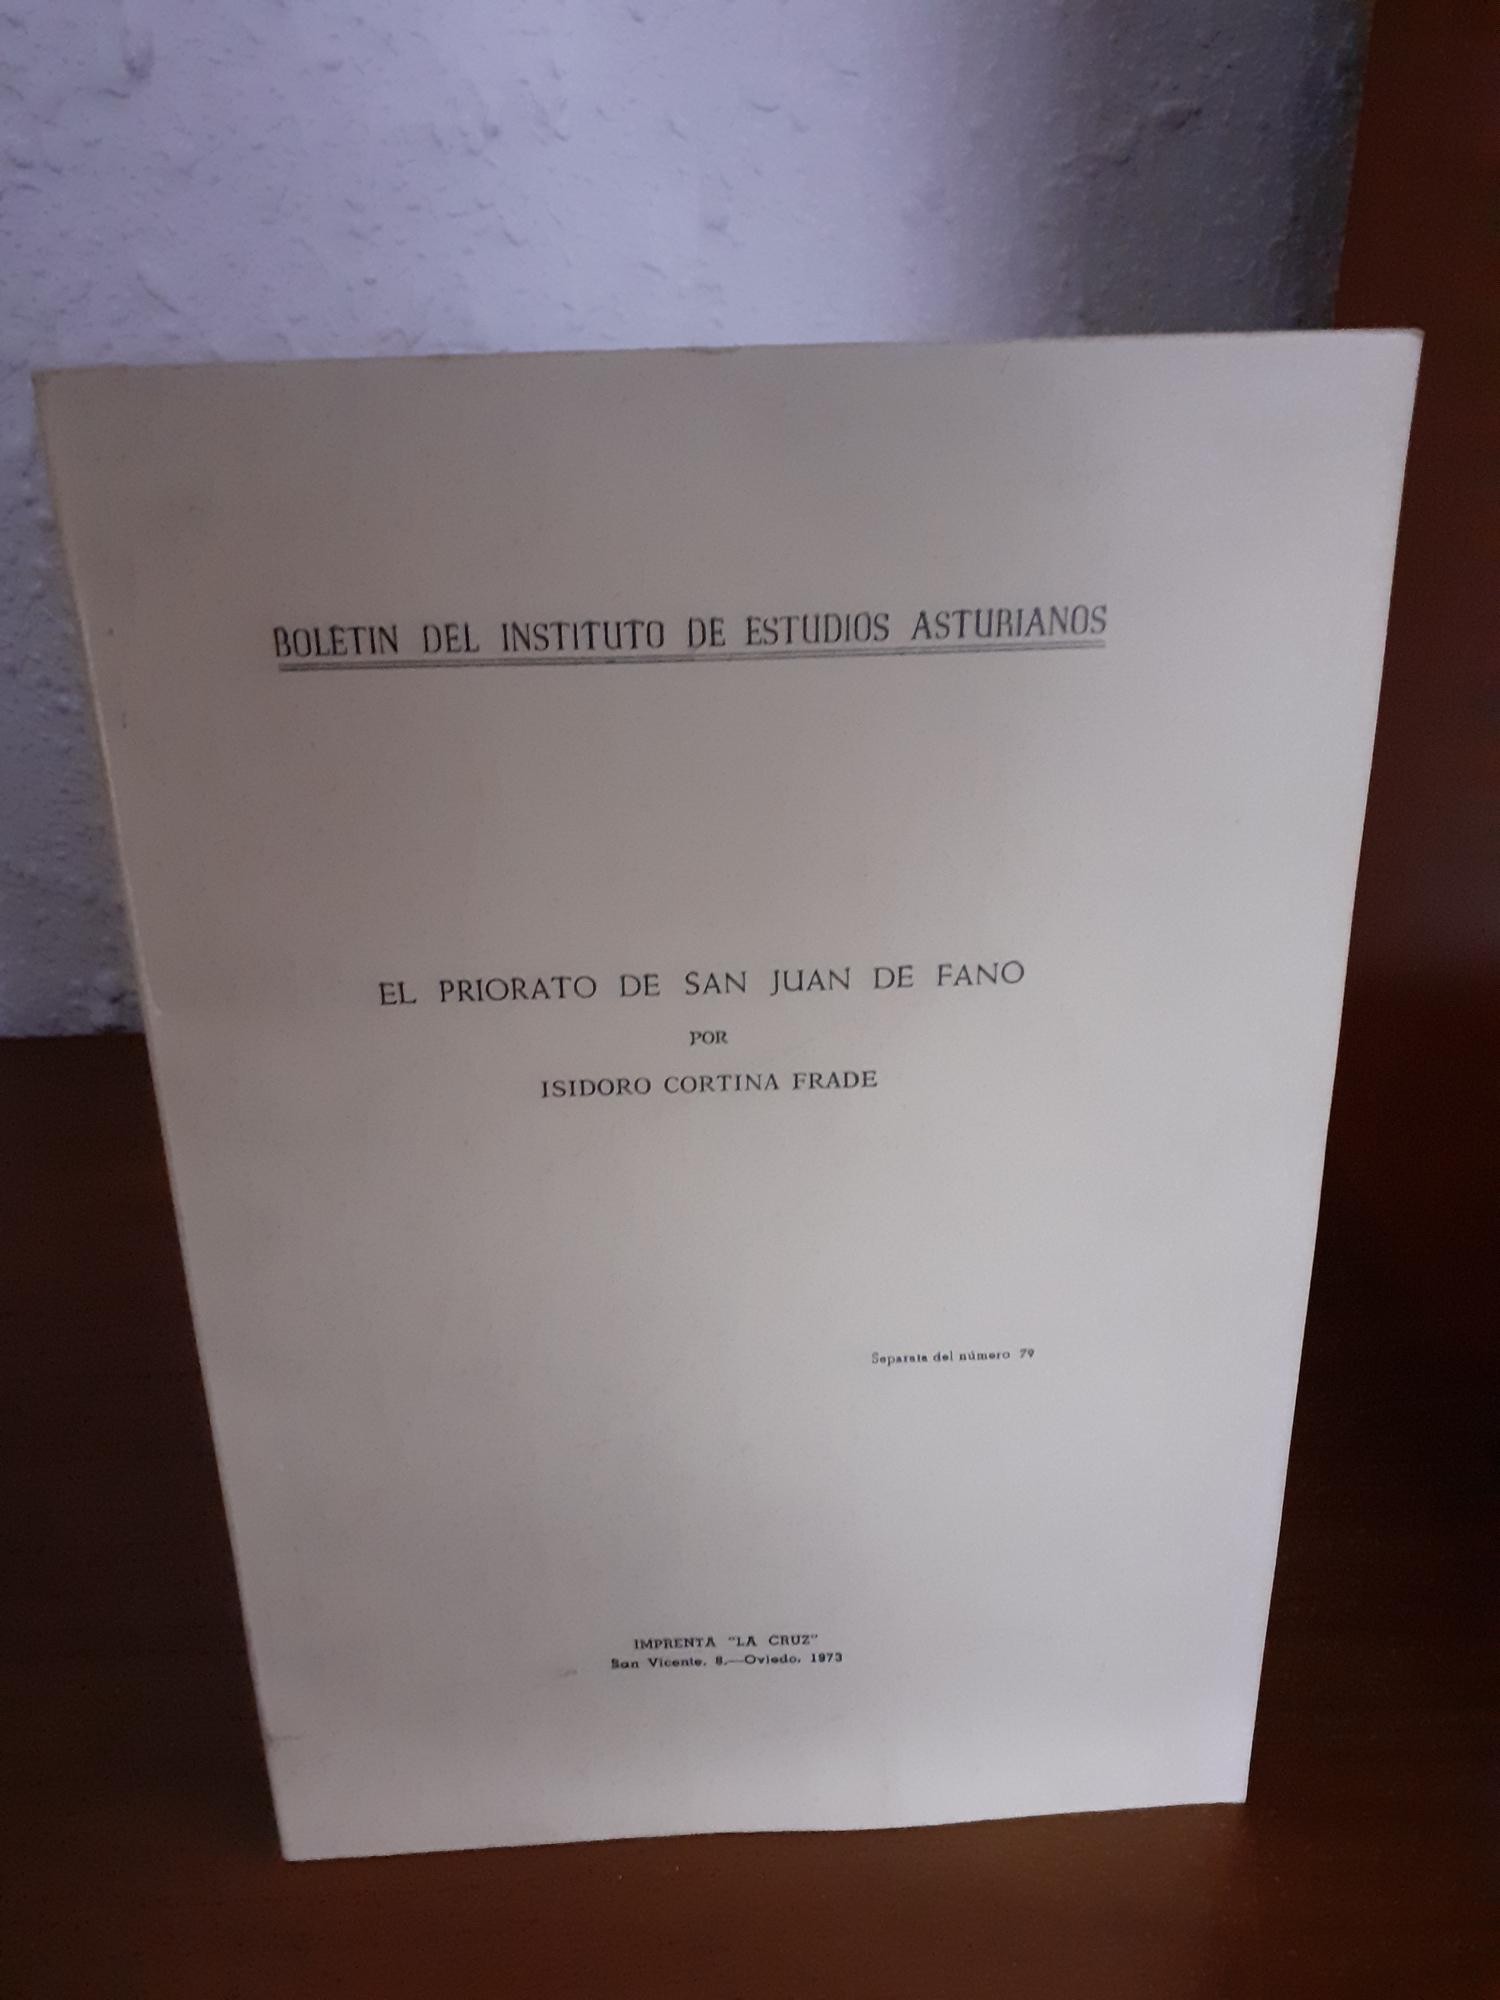 BOLETIN DEL INSTITUTO DE ESTUDIOS ASTURIANOS
EL PRIORATO DE SAN JUAN DE FANO
POR
ISIDORO CORTINA FRADE
Separata del número 79
IMPRENTA "LA CRUZ"
San Vicente, 8.—Oviedo, 1973